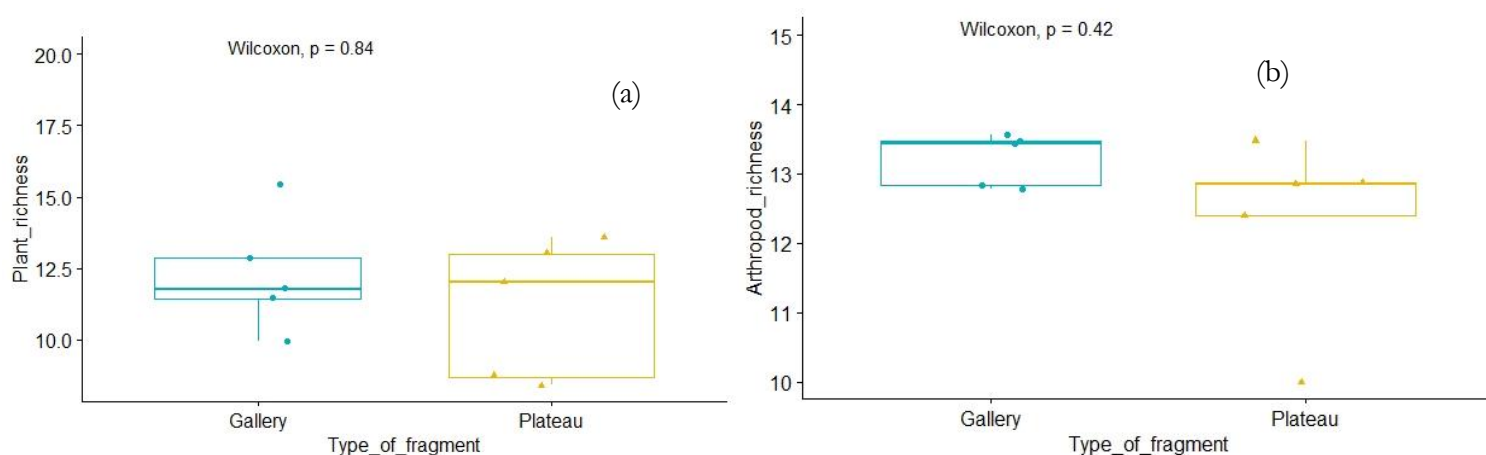 Wilcoxon, p = 0.84
(a)
20.0
17.5
15.0
12.5
10.0
Plant_richness
Gallery
Plateau
Type_of_fragment
Wilcoxon, p = 0.42
(b)
15
14
13
12
11
10
Arthropod_richness
Gallery
Plateau
Type_of_fragment